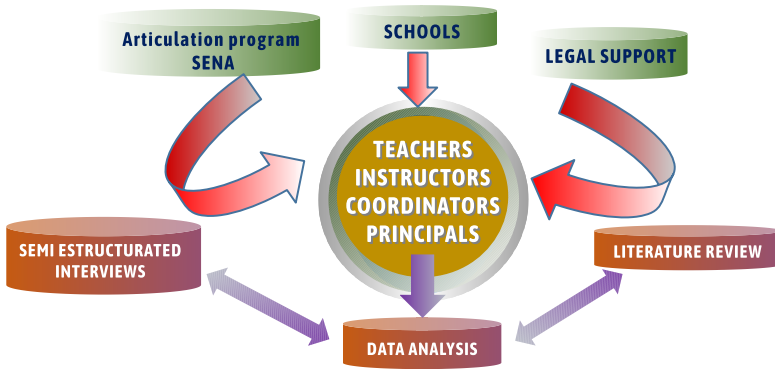 Articulation program
SENA
SCHOOLS
LEGAL SUPPORT
TEACHERS
INSTRUCTORS
COORDINATORS
PRINCIPALS
SEMI ESTRUCTURATED
INTERVIEWS
LITERATURE REVIEW
DATA ANALYSIS